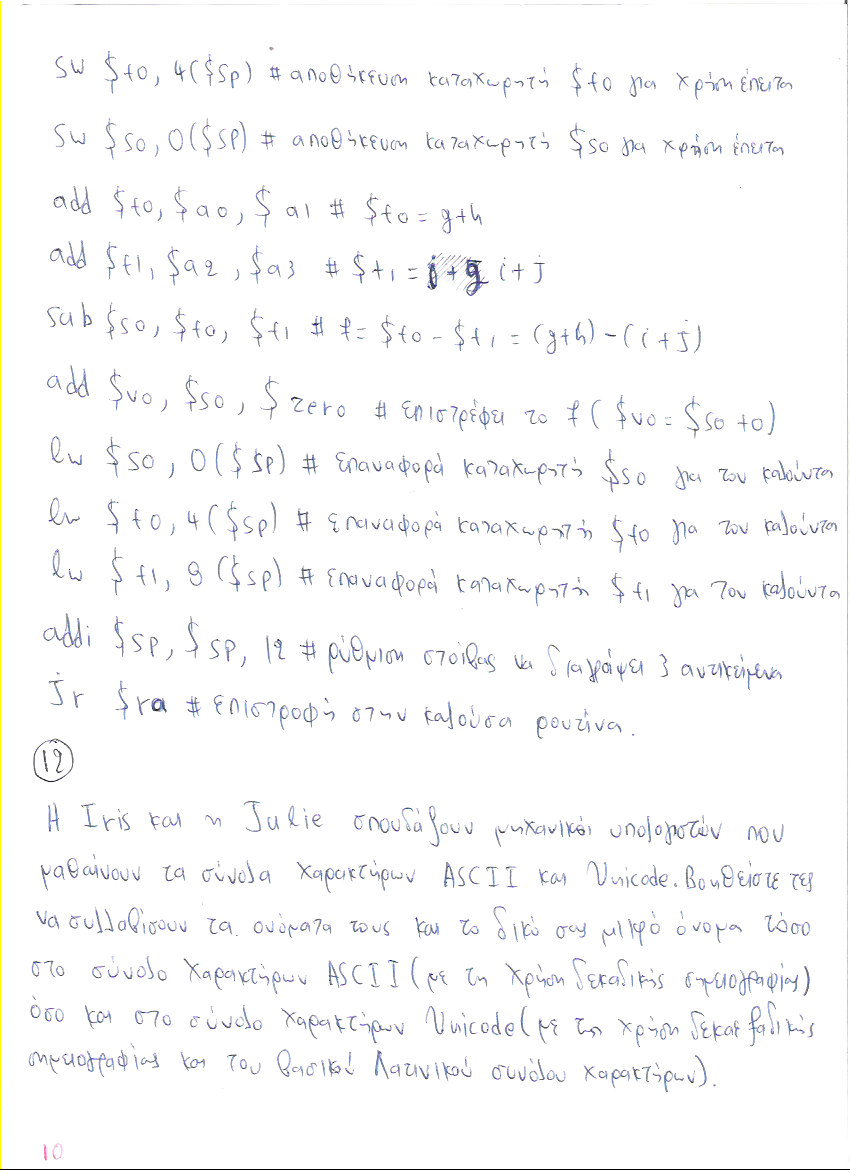 sw $t0, 4($sp) # αποθήκευση καταχωρητή $t0 για χρήση έπειτα
sw $s0, 0($sp) # αποθήκευση καταχωρητή $s0 για χρήση έπειτα
add $t0, $a0, $a1 # $t0 = g+h
add $t1, $a2, $a3 # $t1 = i+j
sub $s0, $t0, $t1 # f = $t0 - $t1 = (g+h) - (i+j)
add $v0, $s0, $zero # επιστρέφει το f ($v0 = $s0 + 0)
lw $s0, 0($sp) # επαναφορά καταχωρητή $s0 για τον καλούντα
lw $t0, 4($sp) # επαναφορά καταχωρητή $t0 για τον καλούντα
lw $t1, 8($sp) # επαναφορά καταχωρητή $t1 για τον καλούντα
addi $sp, $sp, 12 # ρύθμιση στοίβας να διαγράψει 3 αντικείμενα
jr $ra # επιστροφή στην καλούσα ρουτίνα.
12
Η Iris και η Julie σπουδάζουν μηχανικοί υπολογιστών που
μαθαίνουν τα σύνολα χαρακτήρων ASCII και Unicode. Βοηθείστε τες
να συλλαβίσουν τα ονόματα τους και το δικό σας μικρό όνομα τόσο
στο σύνολο χαρακτήρων ASCII (με τη χρήση δεκαδικής σημειογραφίας)
όσο και στο σύνολο χαρακτήρων Unicode (με τη χρήση δεκαεξαδικής
σημειογραφίας και του βασικού Λατινικού συνόλου χαρακτήρων).
10